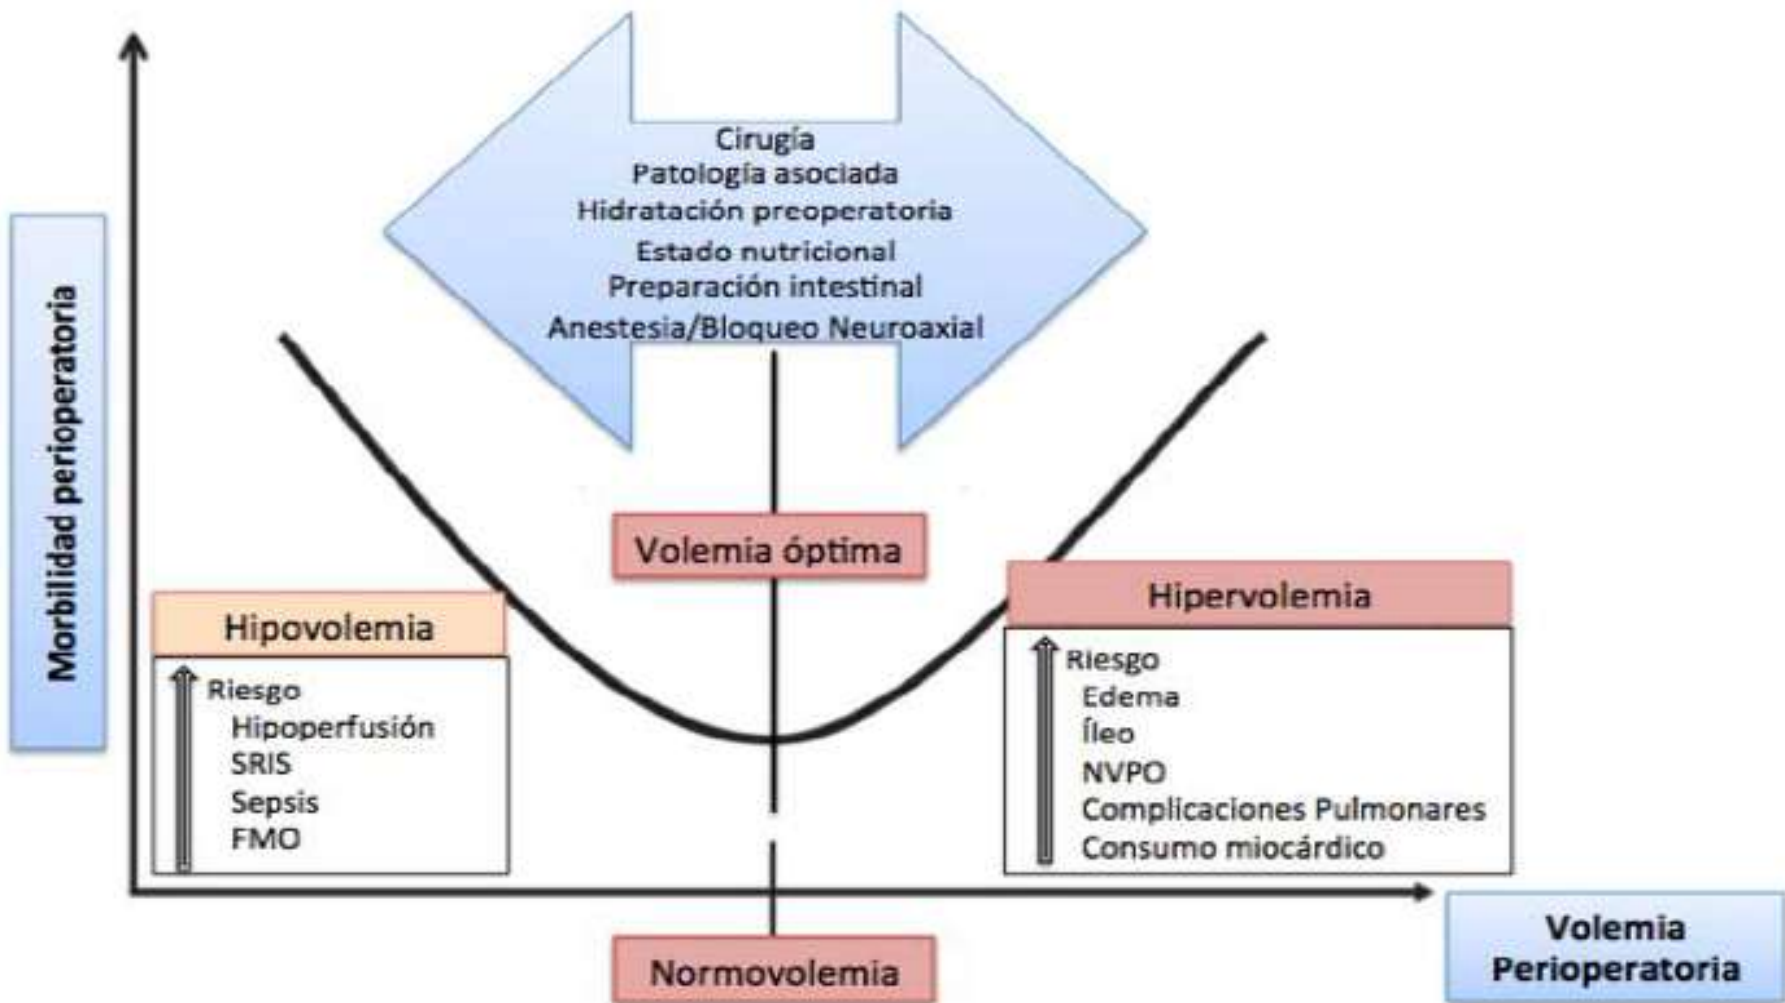 Morbilidad perioperatoria
Cirugía
Patología asociada
Hidratación preoperatoria
Estado nutricional
Preparación intestinal
Anestesia/Bloqueo Neuroaxial
Volemia óptima
Hipovolemia
Riesgo
Hipoperfusión
SRIS
Sepsis
FMO
Hipervolemia
Riesgo
Edema
Íleo
NVPO
Complicaciones Pulmonares
Consumo miocárdico
Normovolemia
Volemia
Perioperatoria